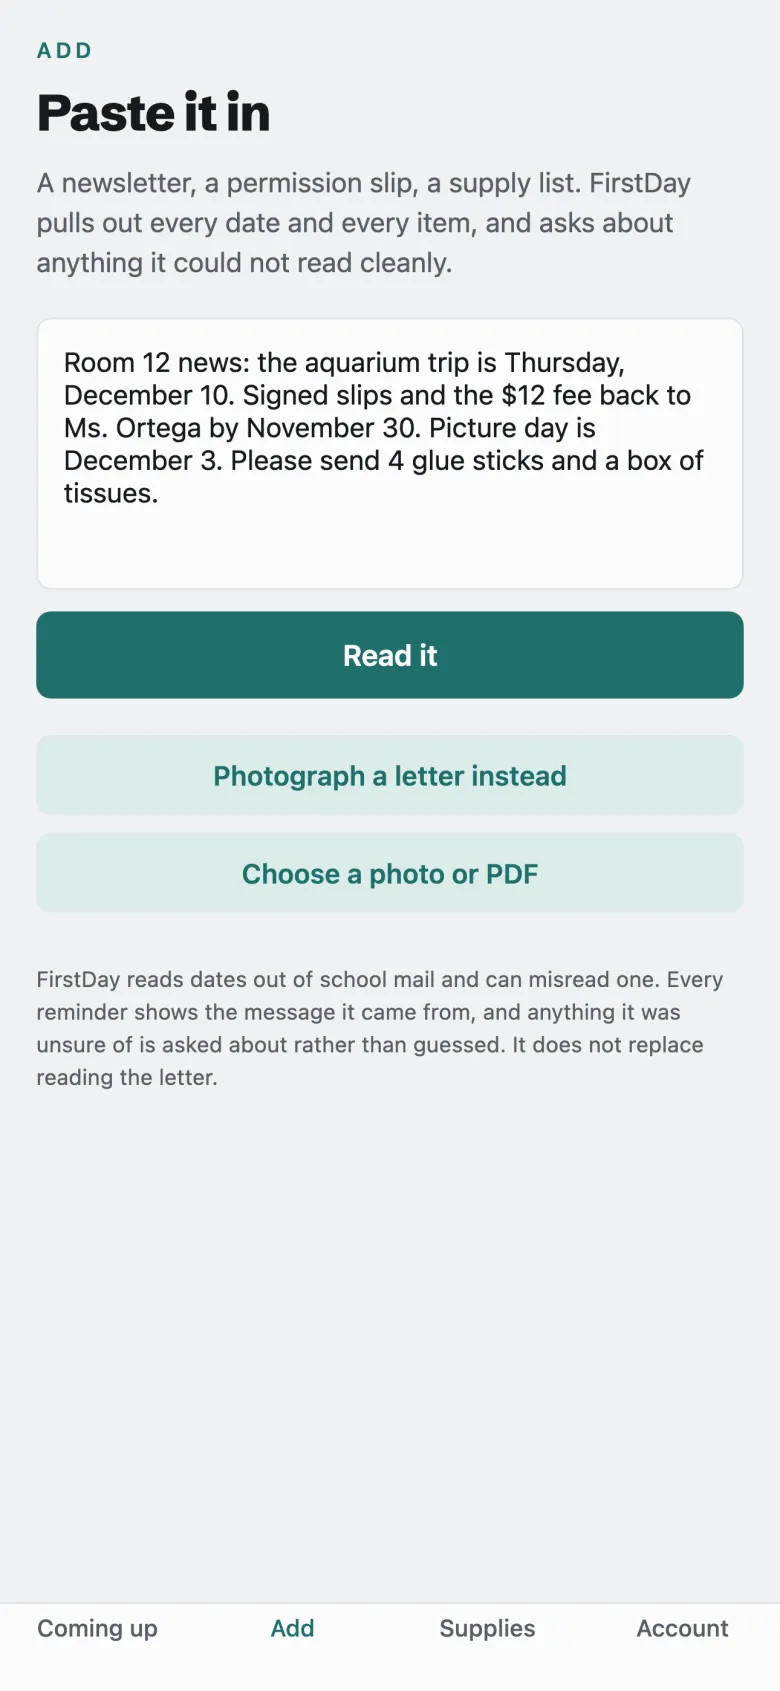 ADD
Paste it in
A newsletter, a permission slip, a supply list. FirstDay
pulls out every date and every item, and asks about
anything it could not read cleanly.
Room 12 news: the aquarium trip is Thursday,
December 10. Signed slips and the $12 fee back to
Ms. Ortega by November 30. Picture day is
December 3. Please send 4 glue sticks and a box of
tissues.
Read it
Photograph a letter instead
Choose a photo or PDF
FirstDay reads dates out of school mail and can misread one. Every
reminder shows the message it came from, and anything it was
unsure of is asked about rather than guessed. It does not replace
reading the letter.
Coming up Add Supplies Account